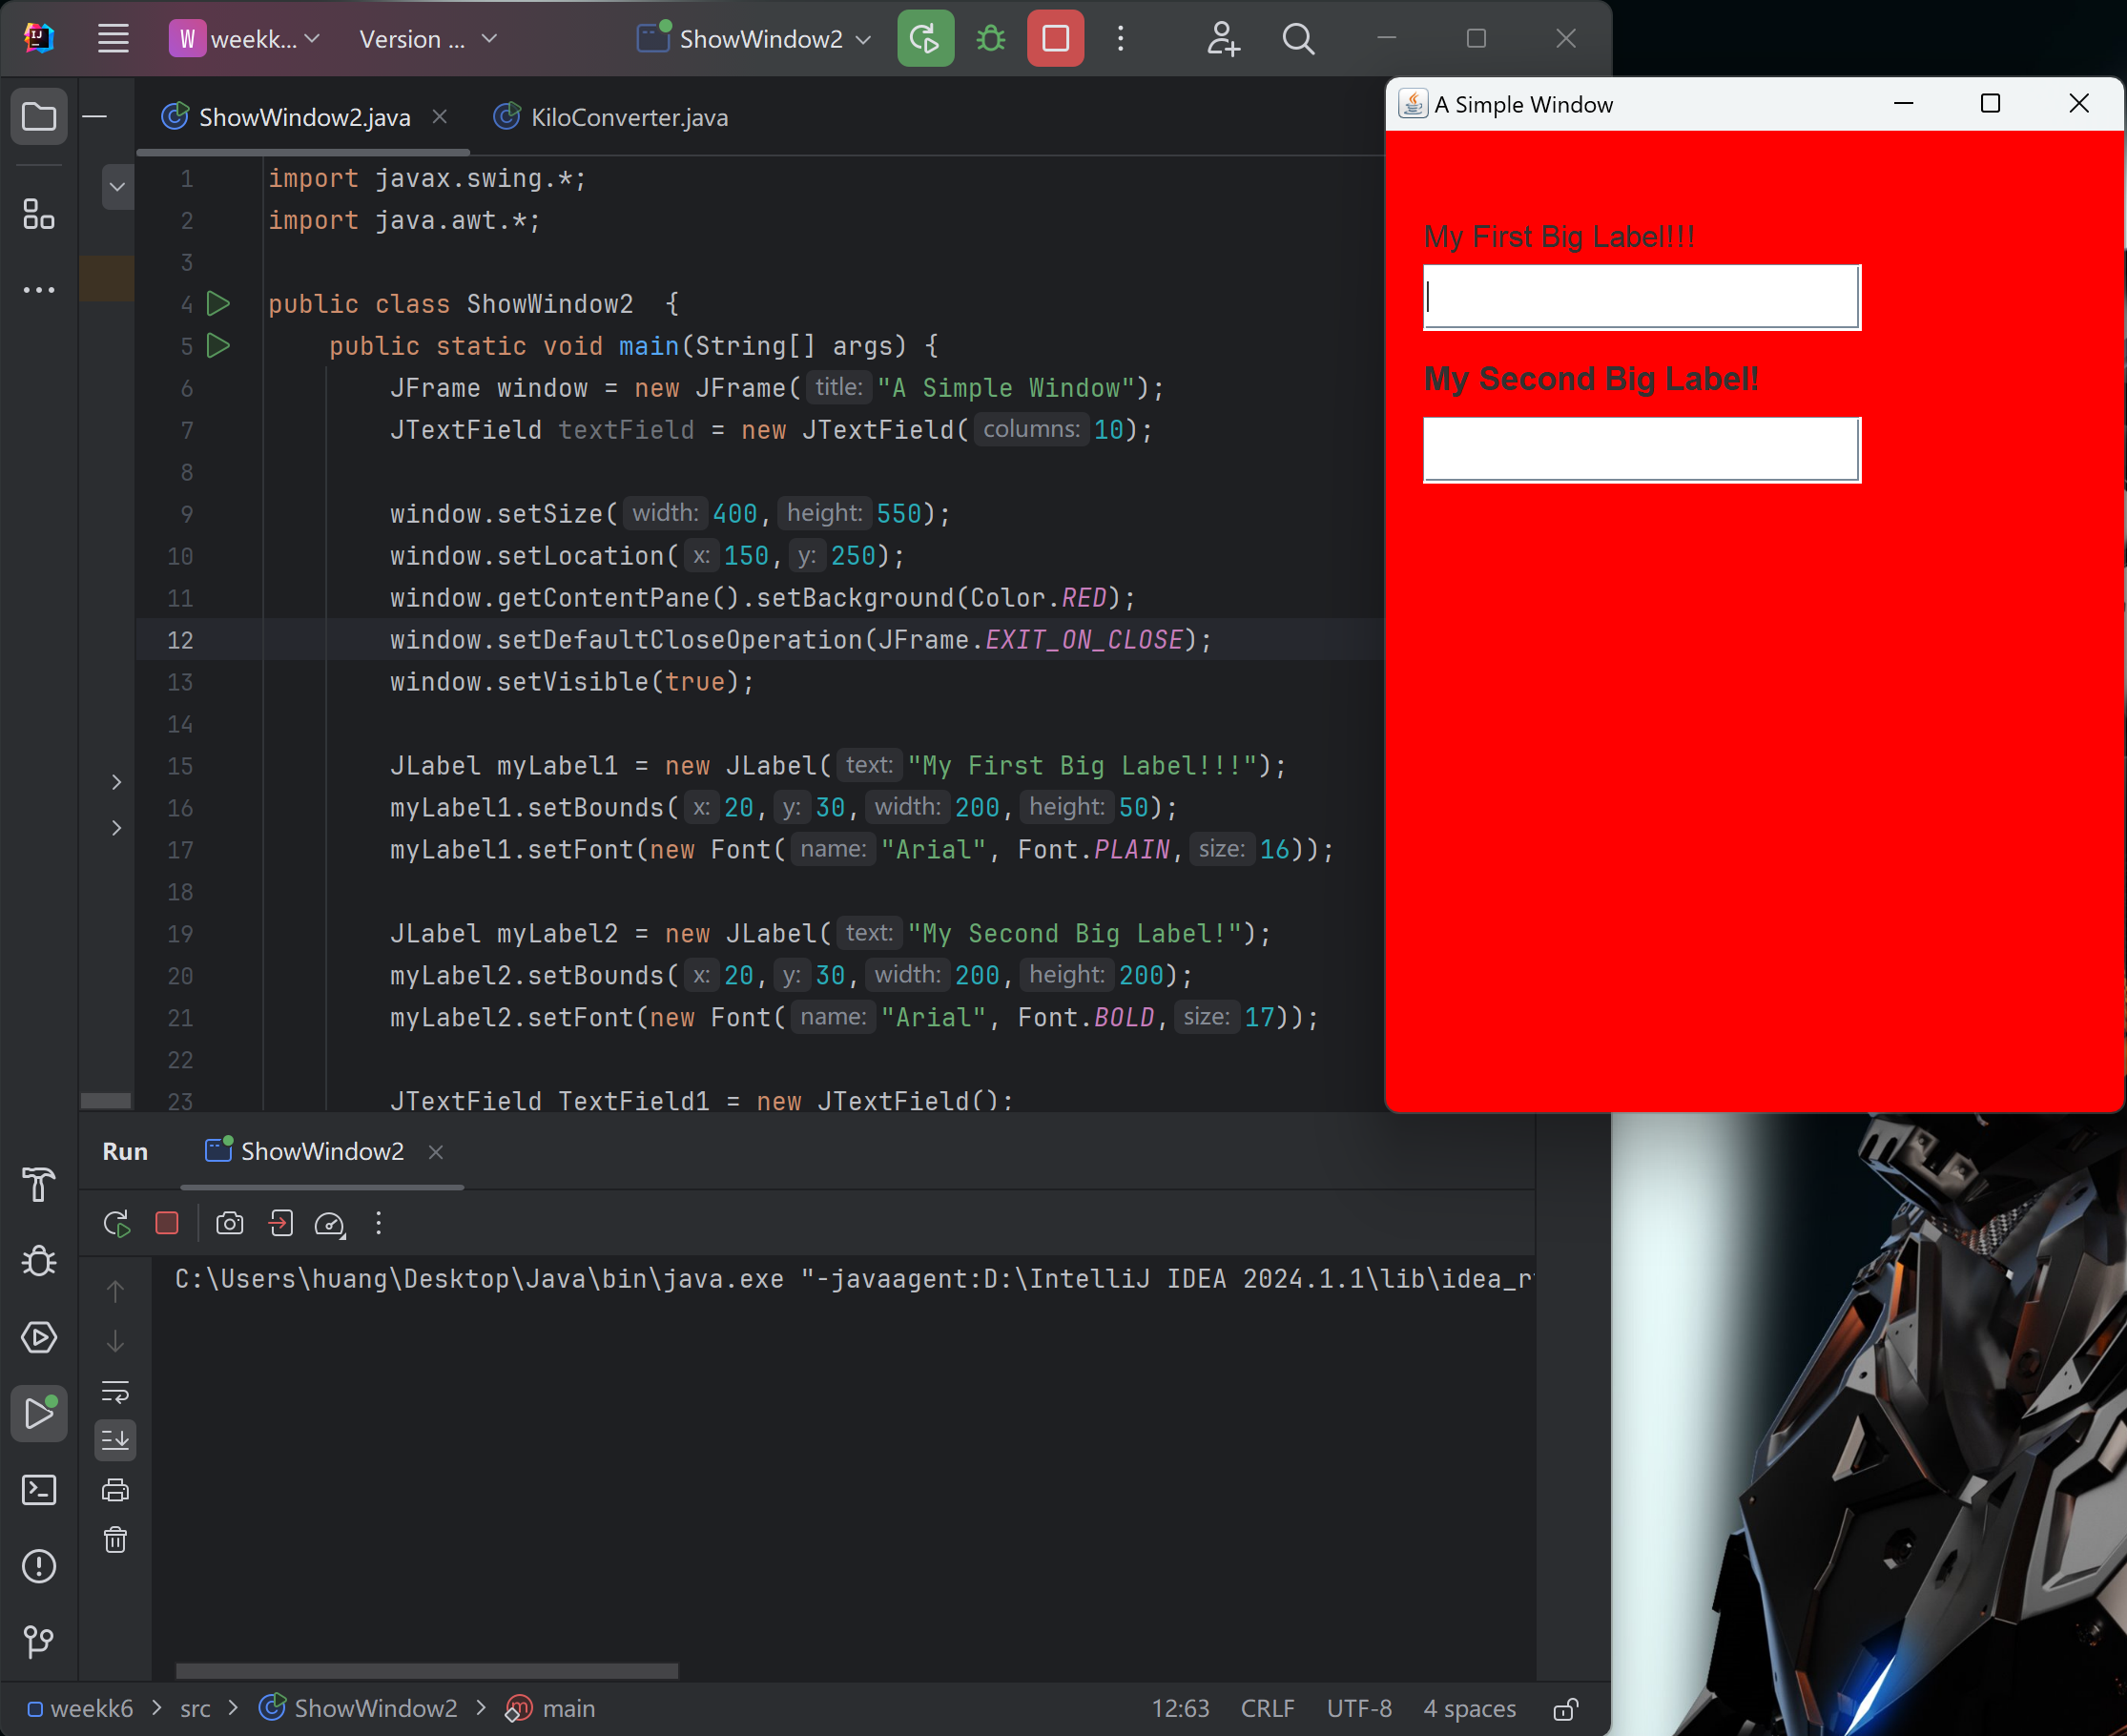 W weekk... Version ... ShowWindow2
ShowWindow2.java KiloConverter.java
1 import javax.swing.*;
2 import java.awt.*;
3
4 public class ShowWindow2 {
5 public static void main(String[] args) {
6 JFrame window = new JFrame( title: "A Simple Window");
7 JTextField textField = new JTextField( columns: 10);
8
9 window.setSize( width: 400, height: 550);
10 window.setLocation( x: 150, y: 250);
11 window.getContentPane().setBackground(Color.RED);
12 window.setDefaultCloseOperation(JFrame.EXIT_ON_CLOSE);
13 window.setVisible(true);
14
15 JLabel myLabel1 = new JLabel( text: "My First Big Label!!!");
16 myLabel1.setBounds( x: 20, y: 30, width: 200, height: 50);
17 myLabel1.setFont(new Font( name: "Arial", Font.PLAIN, size: 16));
18
19 JLabel myLabel2 = new JLabel( text: "My Second Big Label!");
20 myLabel2.setBounds( x: 20, y: 30, width: 200, height: 200);
21 myLabel2.setFont(new Font( name: "Arial", Font.BOLD, size: 17));
22
23 JTextField TextField1 = new JTextField();
A Simple Window
My First Big Label!!!
My Second Big Label!
Run ShowWindow2
C:\Users\huang\Desktop\Java\bin\java.exe "-javaagent:D:\IntelliJ IDEA 2024.1.1\lib\idea_r
weekk6 > src > ShowWindow2 > main 12:63 CRLF UTF-8 4 spaces